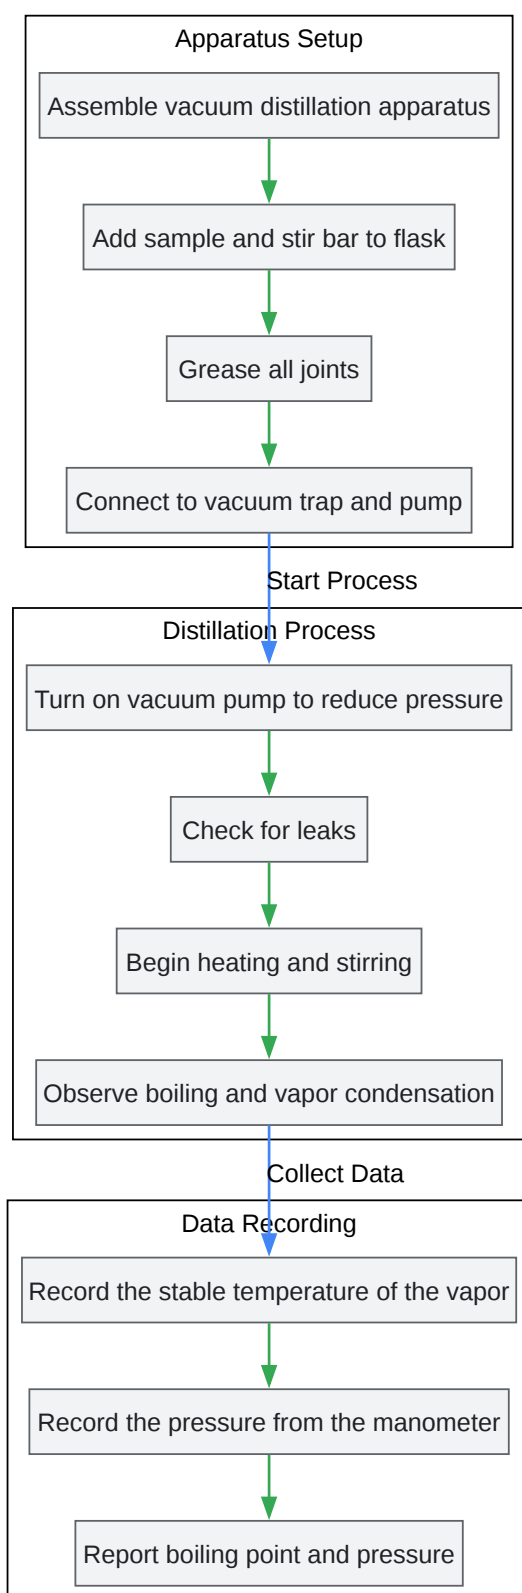 Apparatus Setup
Assemble vacuum distillation apparatus
Add sample and stir bar to flask
Grease all joints
Connect to vacuum trap and pump
Start Process
Distillation Process
Turn on vacuum pump to reduce pressure
Check for leaks
Begin heating and stirring
Observe boiling and vapor condensation
Collect Data
Data Recording
Record the stable temperature of the vapor
Record the pressure from the manometer
Report boiling point and pressure